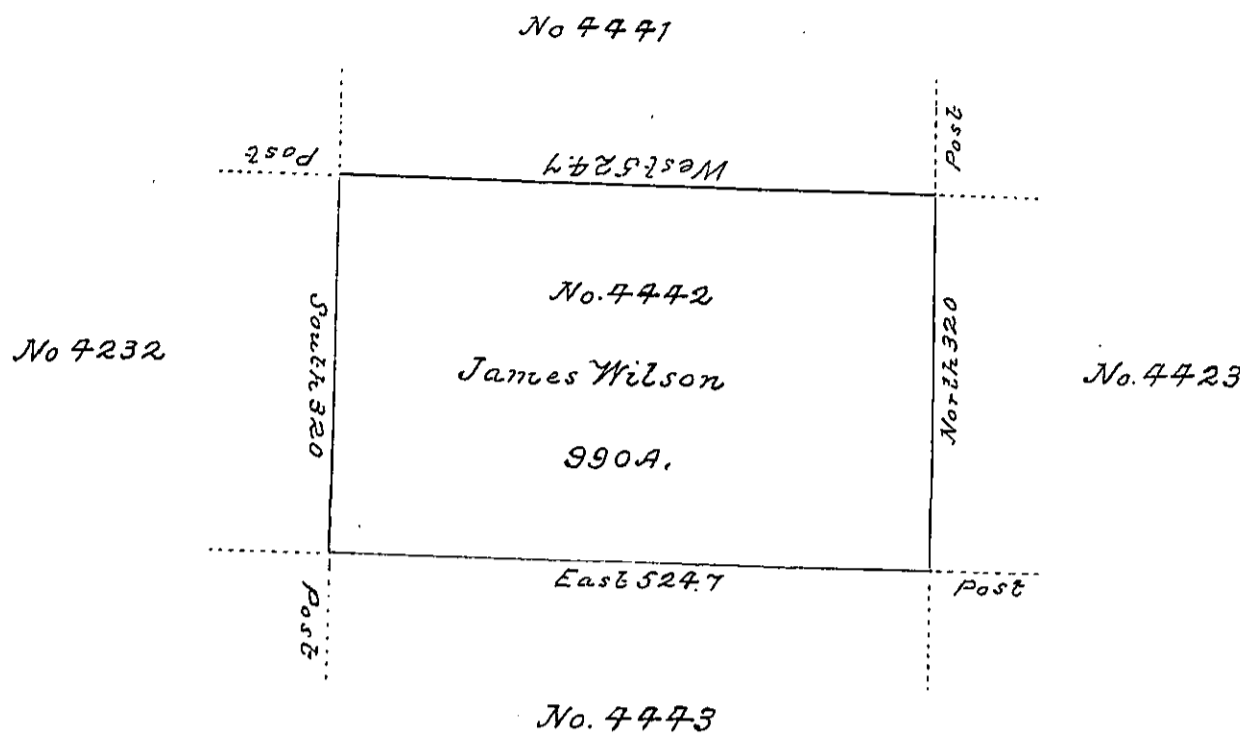 No 4441
Post
West 524.7
Post
South 320
No. 4442
James Wilson
990 A.
North 320
No 4232
No. 4423
East 524.7
Post
Post
No. 4443